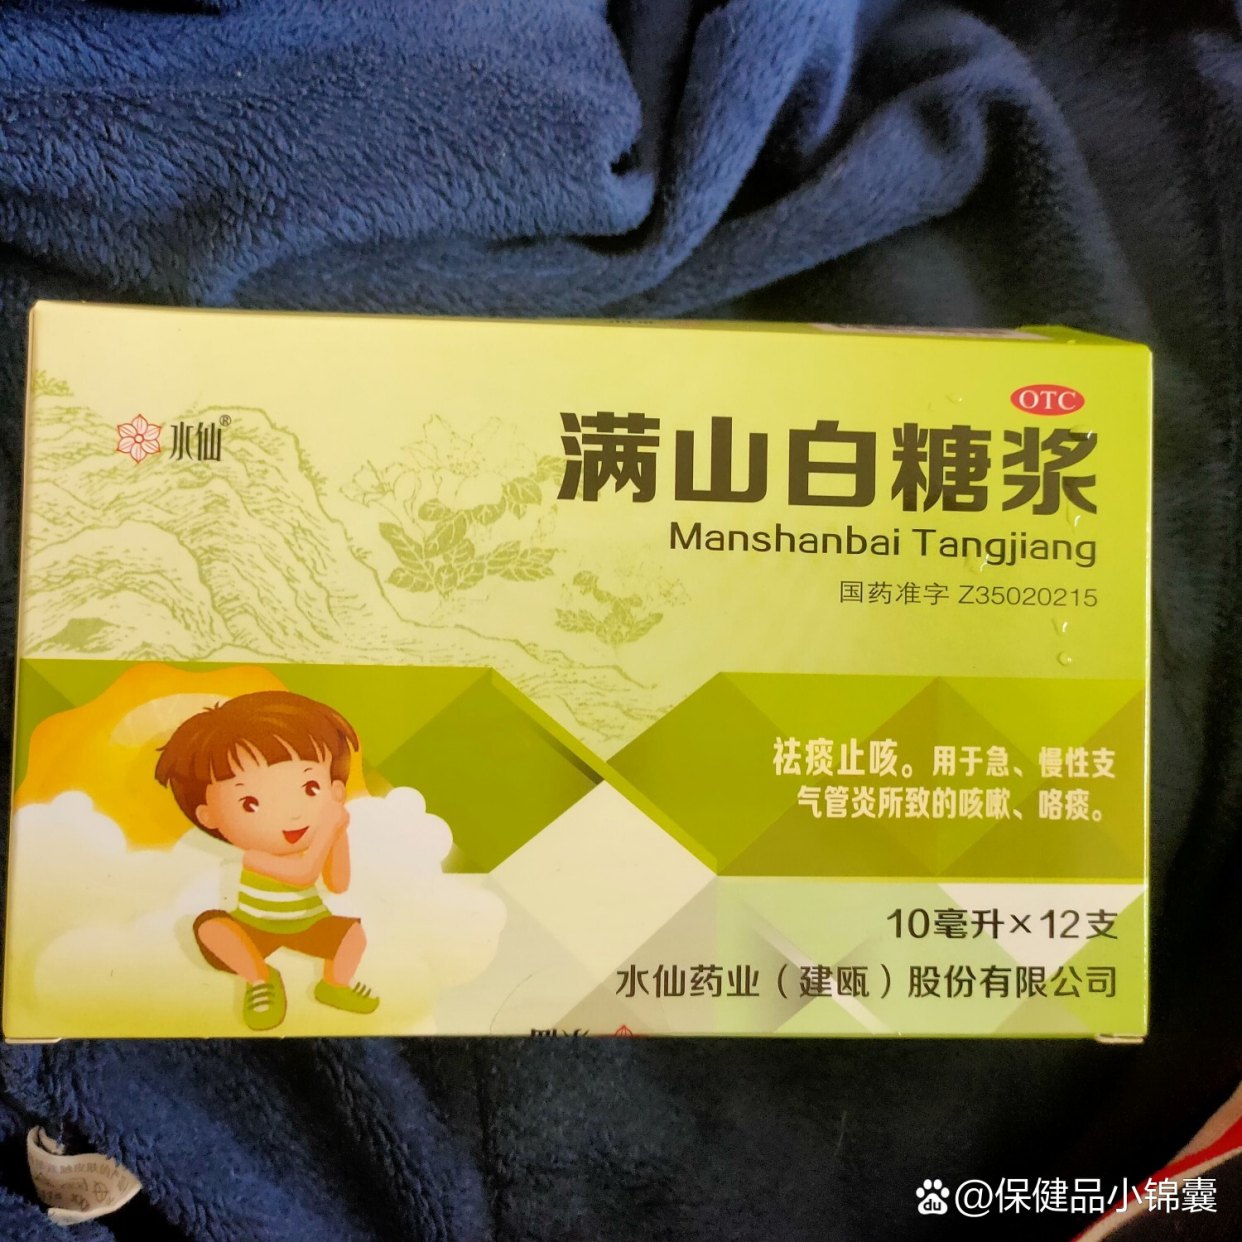 OTC
水仙®
满山白糖浆
Manshanbai Tangjiang
国药准字 Z35020215
祛痰止咳。用于急、慢性支
气管炎所致的咳嗽、咯痰。
10毫升×12支
水仙药业（建瓯）股份有限公司
du @保健品小锦囊